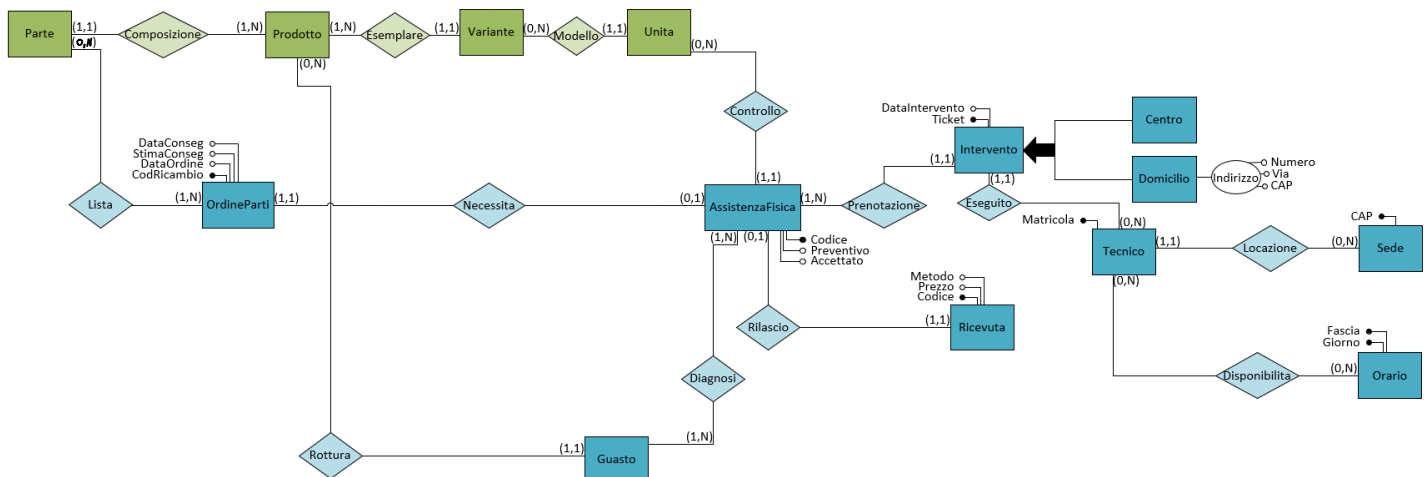 Parte
(1,1)
Composizione
(1,N)
Prodotto
(1,N)
Esemplare
(1,1)
Variante
(0,N)
Modello
(1,1)
Unita
(0,N)
(0,N)
(0,N)
Controllo
DataIntervento
Ticket
Intervento
Centro
DataConseg
StimaConseg
DataOrdine
CodRicambio
(1,1)
(1,1)
(1,1)
Domicilio
Indirizzo
Numero
Via
CAP
Lista
(1,N)
OrdineParti
(1,1)
Necessita
(0,1)
AssistenzaFisica
(1,N)
Prenotazione
Eseguito
Matricola
(0,N)
CAP
(1,N)
(0,1)
Codice
Preventivo
Accettato
Tecnico
(1,1)
Locazione
(0,N)
Sede
(0,N)
Metodo
Prezzo
Codice
Rilascio
(1,1)
Ricevuta
Fascia
Giorno
Diagnosi
Disponibilita
(0,N)
Orario
(1,N)
Rottura
(1,1)
Guasto